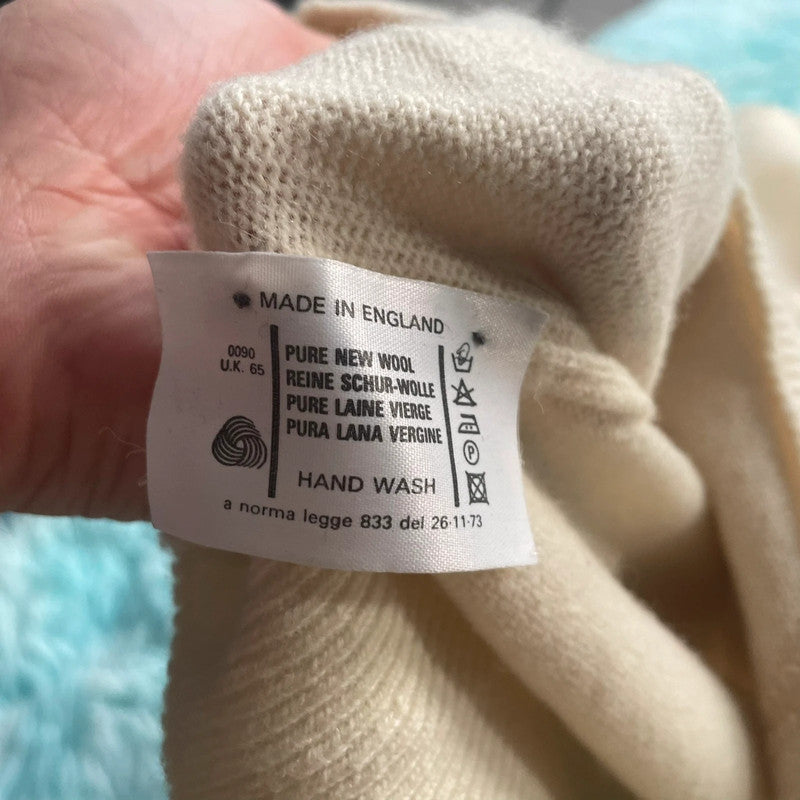 MADE IN ENGLAND
0090
U.K. 65
PURE NEW WOOL
REINE SCHUR-WOLLE
PURE LAINE VIERGE
PURA LANA VERGINE
HAND WASH
P
a norma legge 833 del 26·11·73